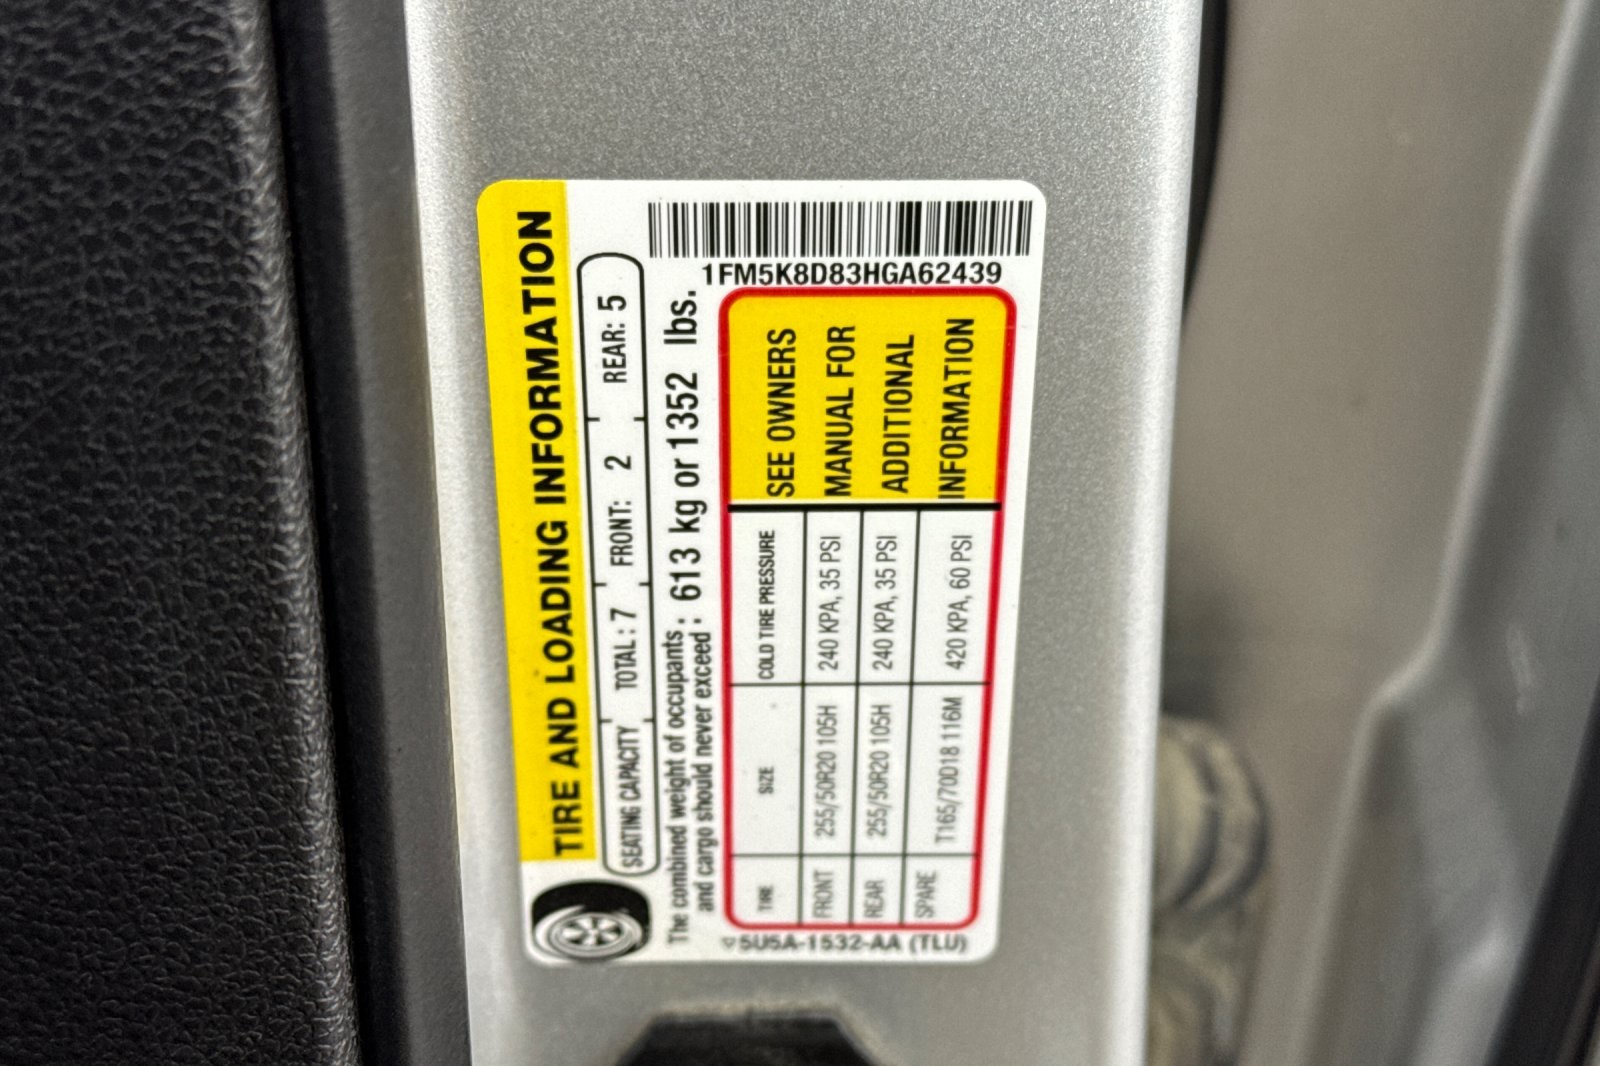 TIRE AND LOADING INFORMATION
SEATING CAPACITY TOTAL: 7 FRONT: 2 REAR: 5
The combined weight of occupants and cargo should never exceed : 613 kg or 1352 lbs.
1FM5K8D83HGA62439
TIRE SIZE COLD TIRE PRESSURE
FRONT 255/50R20 105H 240 KPA, 35 PSI
REAR 255/50R20 105H 240 KPA, 35 PSI
SPARE T165/70D18 116M 420 KPA, 60 PSI
SEE OWNERS
MANUAL FOR
ADDITIONAL
INFORMATION
5U5A-1532-AA (TLU)